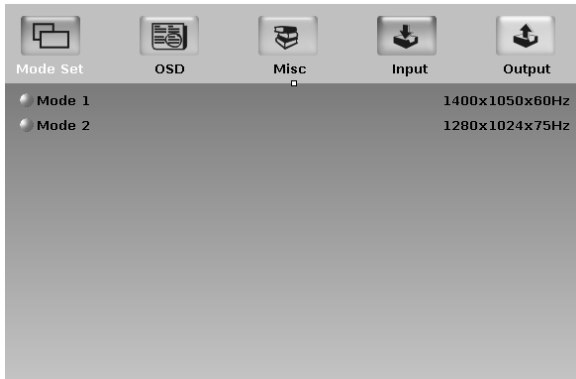 Mode Set OSD Misc Input Output
Mode 1 1400x1050x60Hz
Mode 2 1280x1024x75Hz